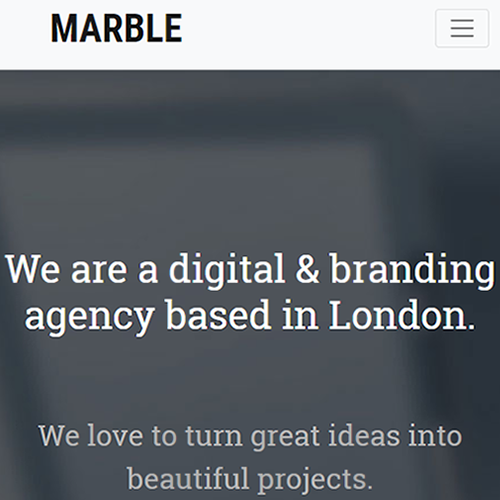 MARBLE
We are a digital & branding
agency based in London.
We love to turn great ideas into
beautiful projects.